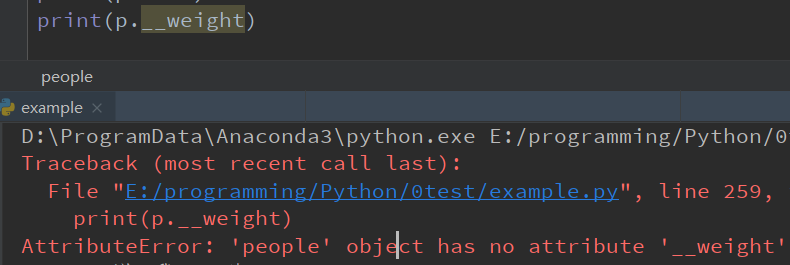 print(p.__weight)
people
example
D:\ProgramData\Anaconda3\python.exe E:/programming/Python/0
Traceback (most recent call last):
File "E:/programming/Python/0test/example.py", line 259,
print(p.__weight)
AttributeError: 'people' object has no attribute '__weight'